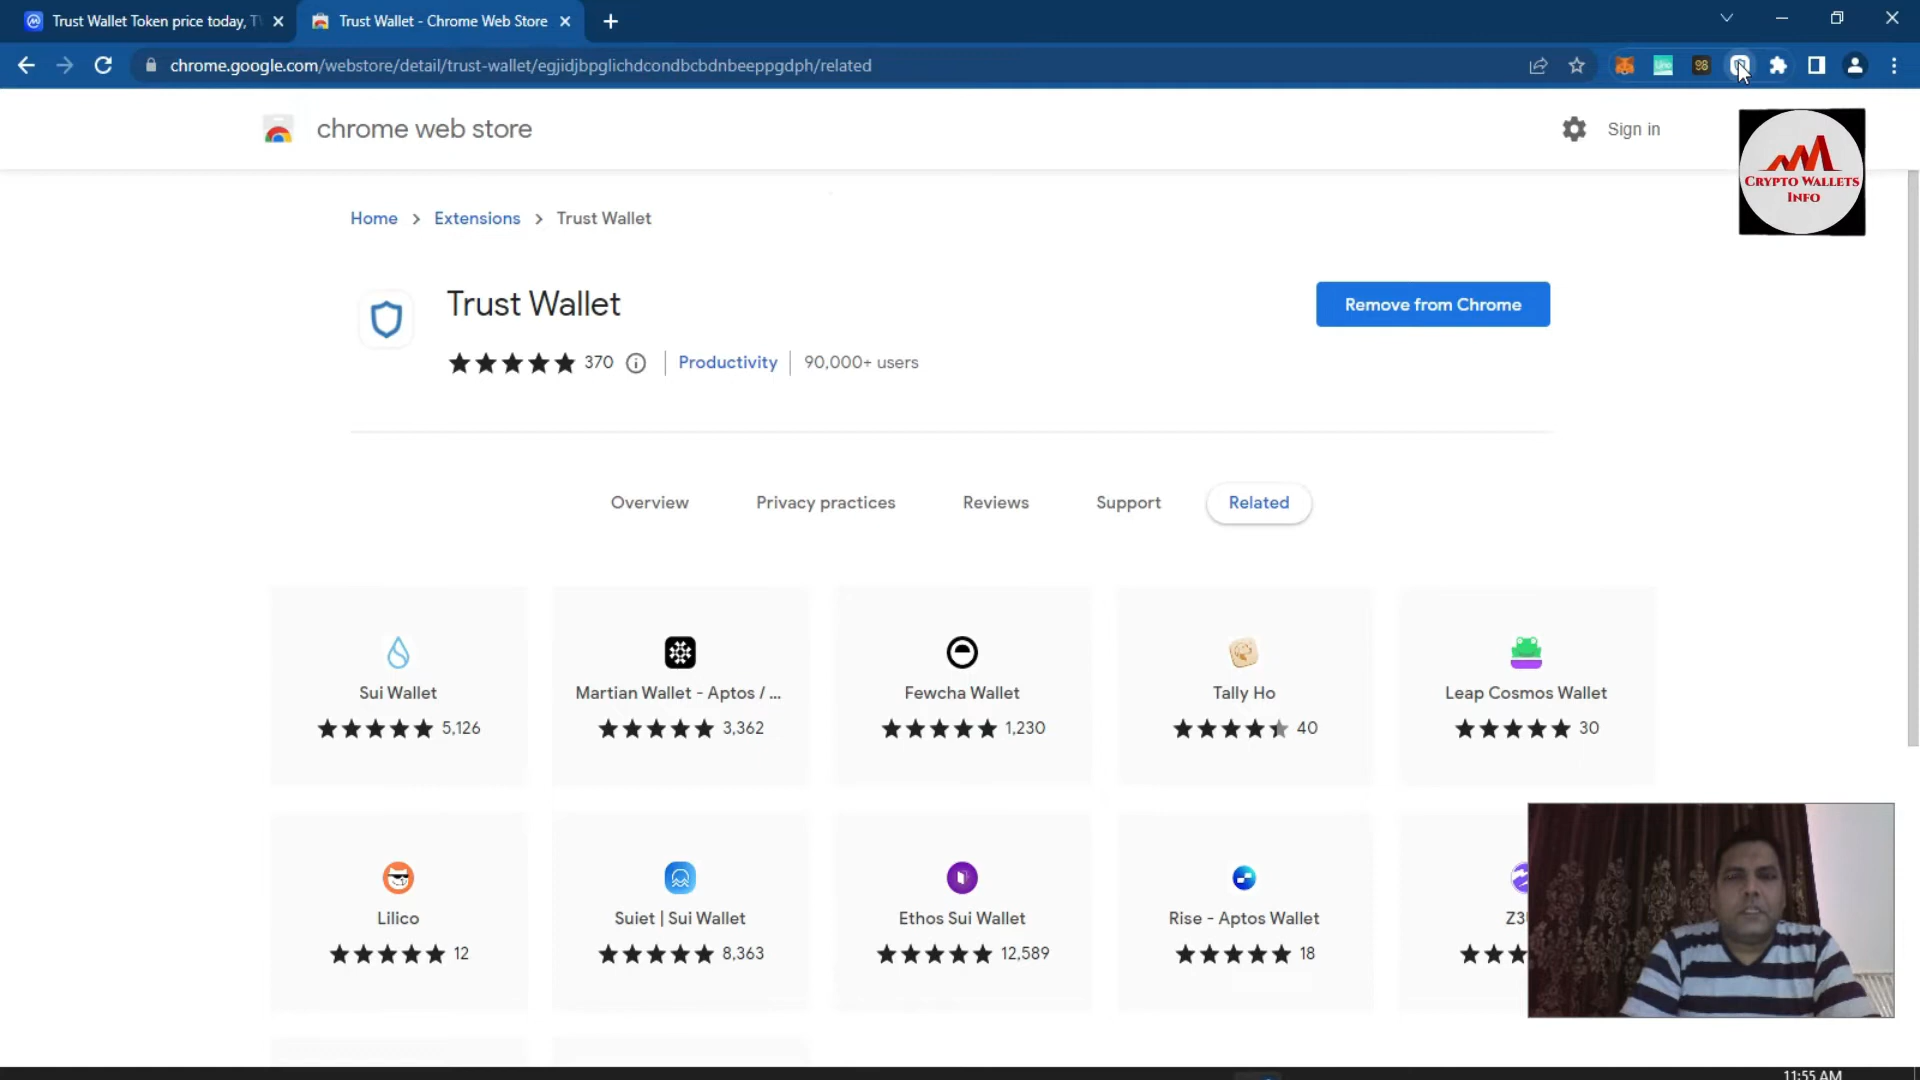 Trust Wallet Token price today, T
Trust Wallet - Chrome Web Store
chrome.google.com/webstore/detail/trust-wallet/egjidjbpglichdcondbcbdnbeeppgdph/related
98
chrome web store
Sign in
CRYPTO WALLETS
INFO
Home > Extensions > Trust Wallet
Trust Wallet
Remove from Chrome
370
Productivity
90,000+ users
Overview
Privacy practices
Reviews
Support
Related
Sui Wallet
5,126
Martian Wallet - Aptos / ...
3,362
Fewcha Wallet
1,230
Tally Ho
40
Leap Cosmos Wallet
30
Lilico
12
Suiet | Sui Wallet
8,363
Ethos Sui Wallet
12,589
Rise - Aptos Wallet
18
11:55 AM